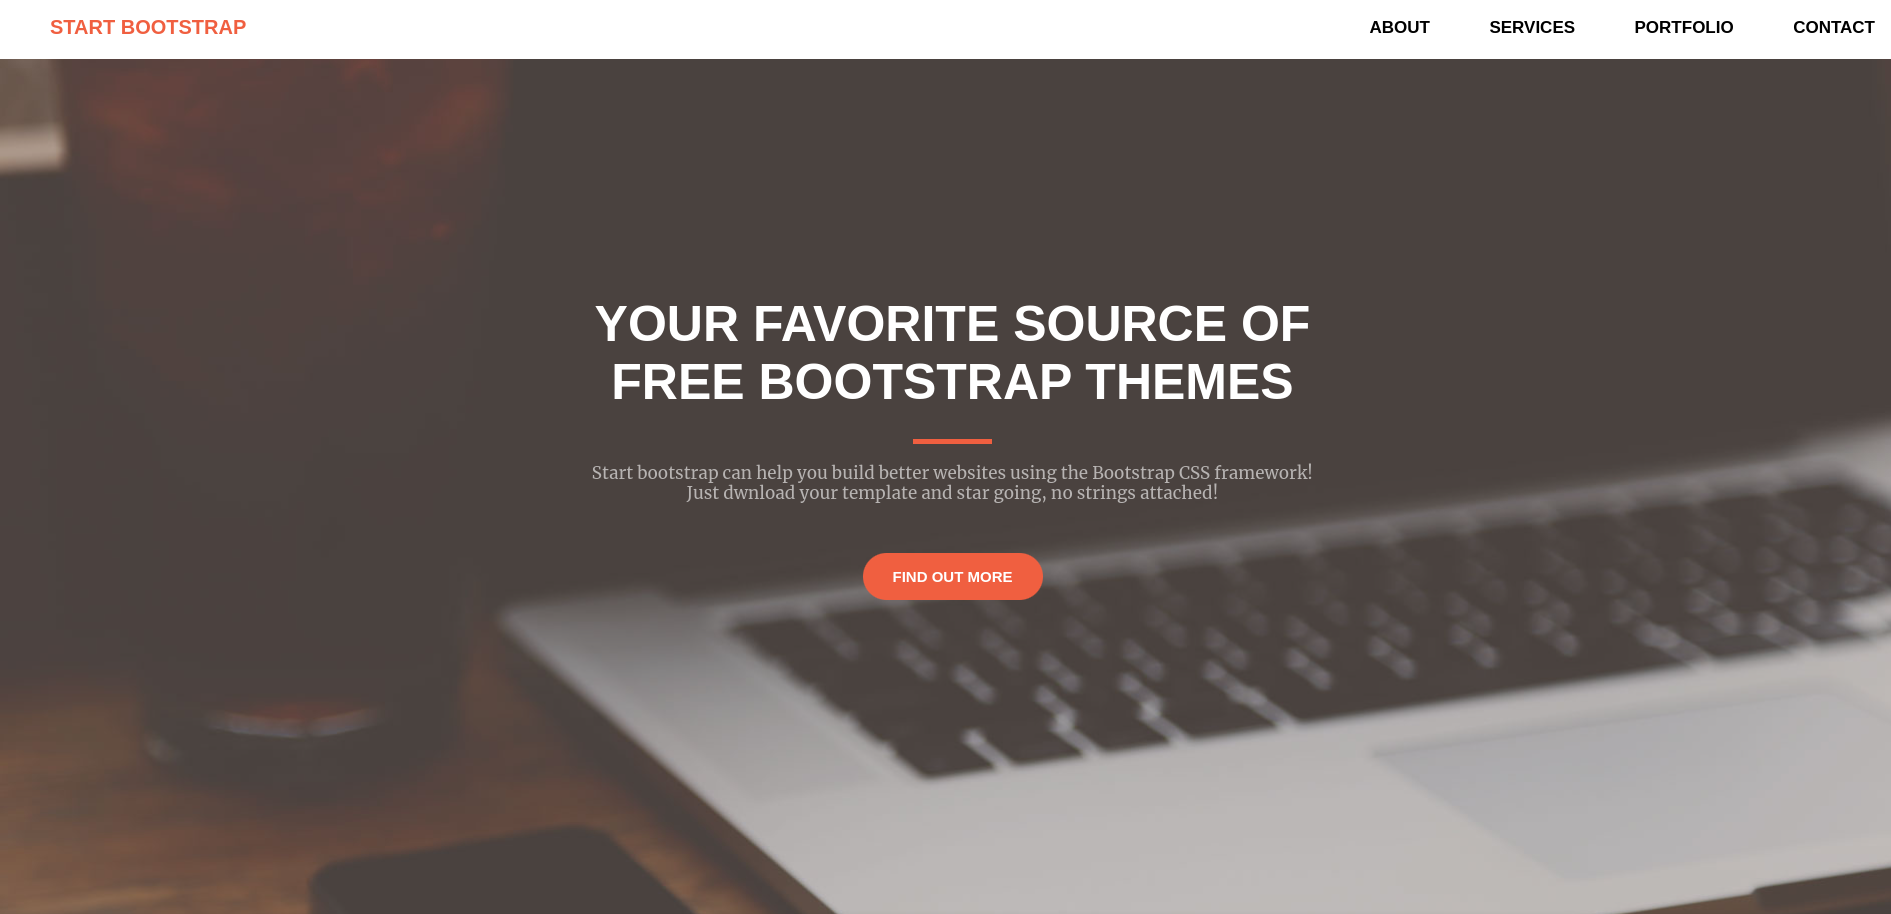 START BOOTSTRAP
ABOUT SERVICES PORTFOLIO CONTACT
YOUR FAVORITE SOURCE OF
FREE BOOTSTRAP THEMES
Start bootstrap can help you build better websites using the Bootstrap CSS framework!
Just dwnload your template and star going, no strings attached!
FIND OUT MORE